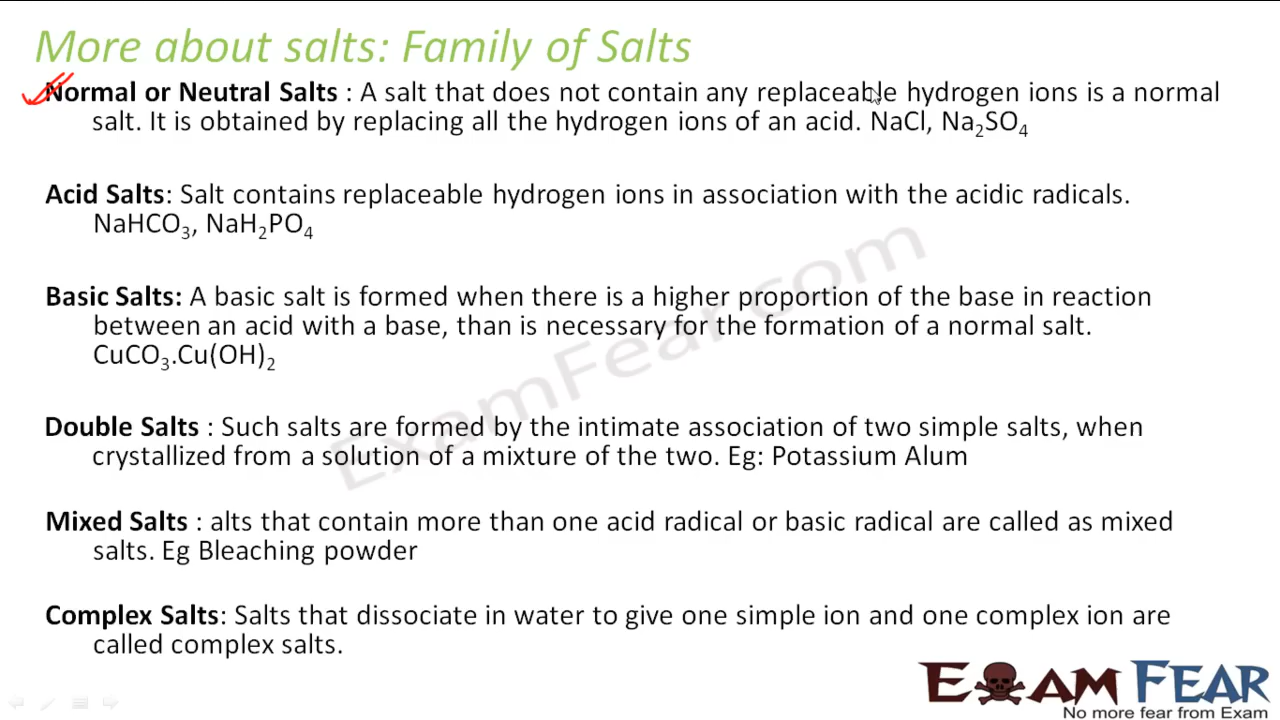 More about salts: Family of Salts
Normal or Neutral Salts : A salt that does not contain any replaceable hydrogen ions is a normal
salt. It is obtained by replacing all the hydrogen ions of an acid. NaCl, Na₂SO₄
Acid Salts: Salt contains replaceable hydrogen ions in association with the acidic radicals.
NaHCO₃, NaH₂PO₄
Basic Salts: A basic salt is formed when there is a higher proportion of the base in reaction
between an acid with a base, than is necessary for the formation of a normal salt.
CuCO₃.Cu(OH)₂
Double Salts : Such salts are formed by the intimate association of two simple salts, when
crystallized from a solution of a mixture of the two. Eg: Potassium Alum
Mixed Salts : alts that contain more than one acid radical or basic radical are called as mixed
salts. Eg Bleaching powder
Complex Salts: Salts that dissociate in water to give one simple ion and one complex ion are
called complex salts.
ExamFear.com
EXAM FEAR
No more fear from Exam